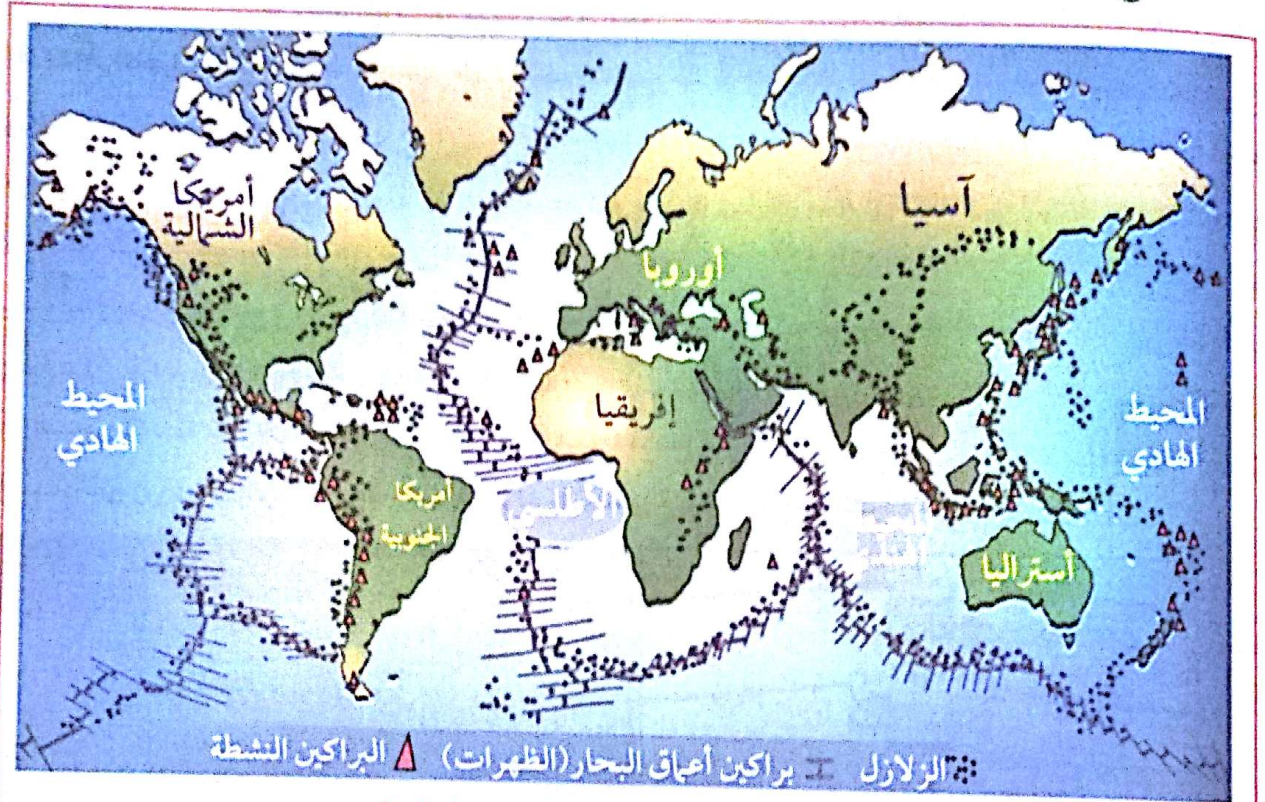 أمريكا
الشمالية
آسيا
أوروبا
المحيط
الهادي
إفريقيا
المحيط
الهادي
أمريكا
الجنوبية
الأطلسي
أستراليا
الزلازل براكين أعماق البحار (الظهرات) البراكين النشطة